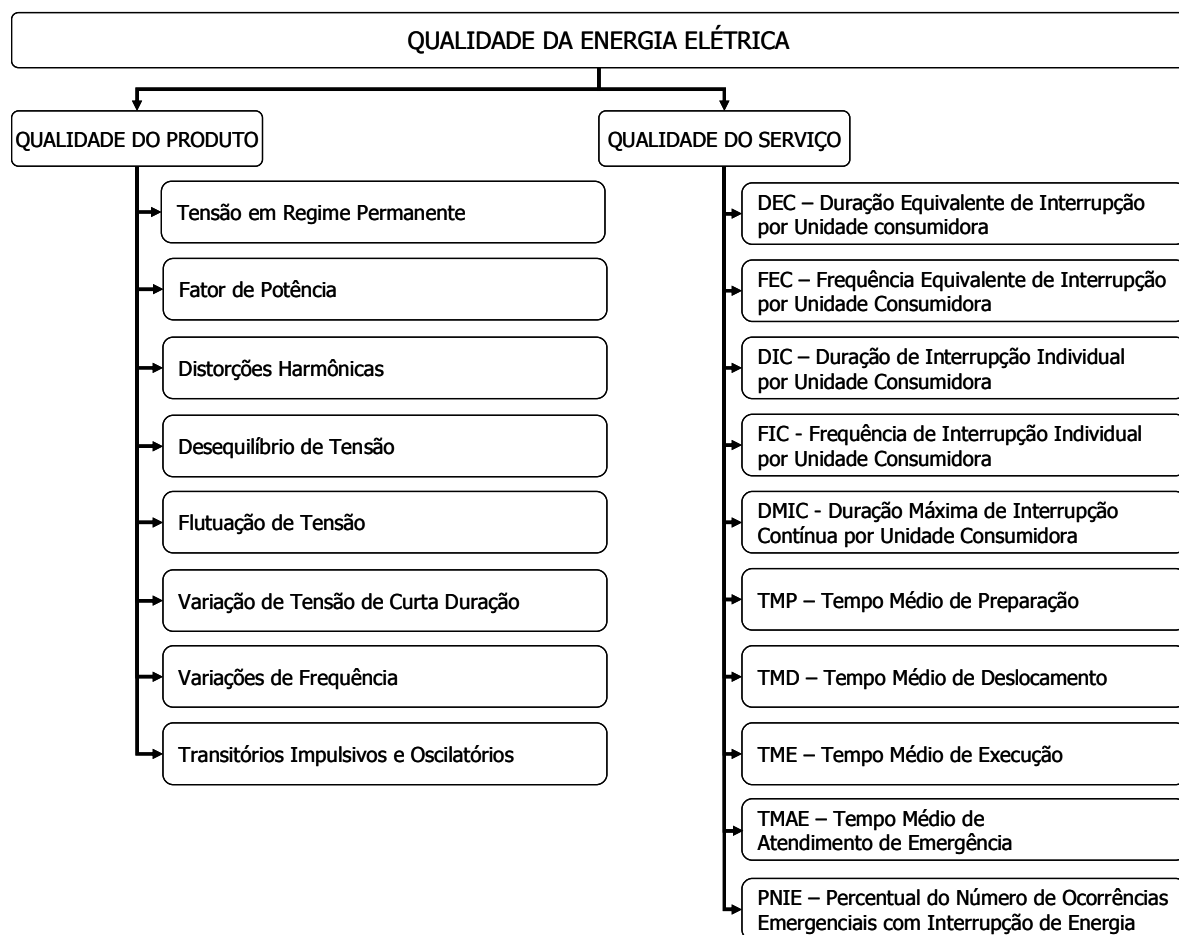 QUALIDADE DA ENERGIA ELÉTRICA
QUALIDADE DO PRODUTO
Tensão em Regime Permanente
Fator de Potência
Distorções Harmônicas
Desequilíbrio de Tensão
Flutuação de Tensão
Variação de Tensão de Curta Duração
Variações de Frequência
Transitórios Impulsivos e Oscilatórios
QUALIDADE DO SERVIÇO
DEC – Duração Equivalente de Interrupção
por Unidade consumidora
FEC – Frequência Equivalente de Interrupção
por Unidade Consumidora
DIC – Duração de Interrupção Individual
por Unidade Consumidora
FIC - Frequência de Interrupção Individual
por Unidade Consumidora
DMIC - Duração Máxima de Interrupção
Contínua por Unidade Consumidora
TMP – Tempo Médio de Preparação
TMD – Tempo Médio de Deslocamento
TME – Tempo Médio de Execução
TMAE – Tempo Médio de
Atendimento de Emergência
PNIE – Percentual do Número de Ocorrências
Emergenciais com Interrupção de Energia